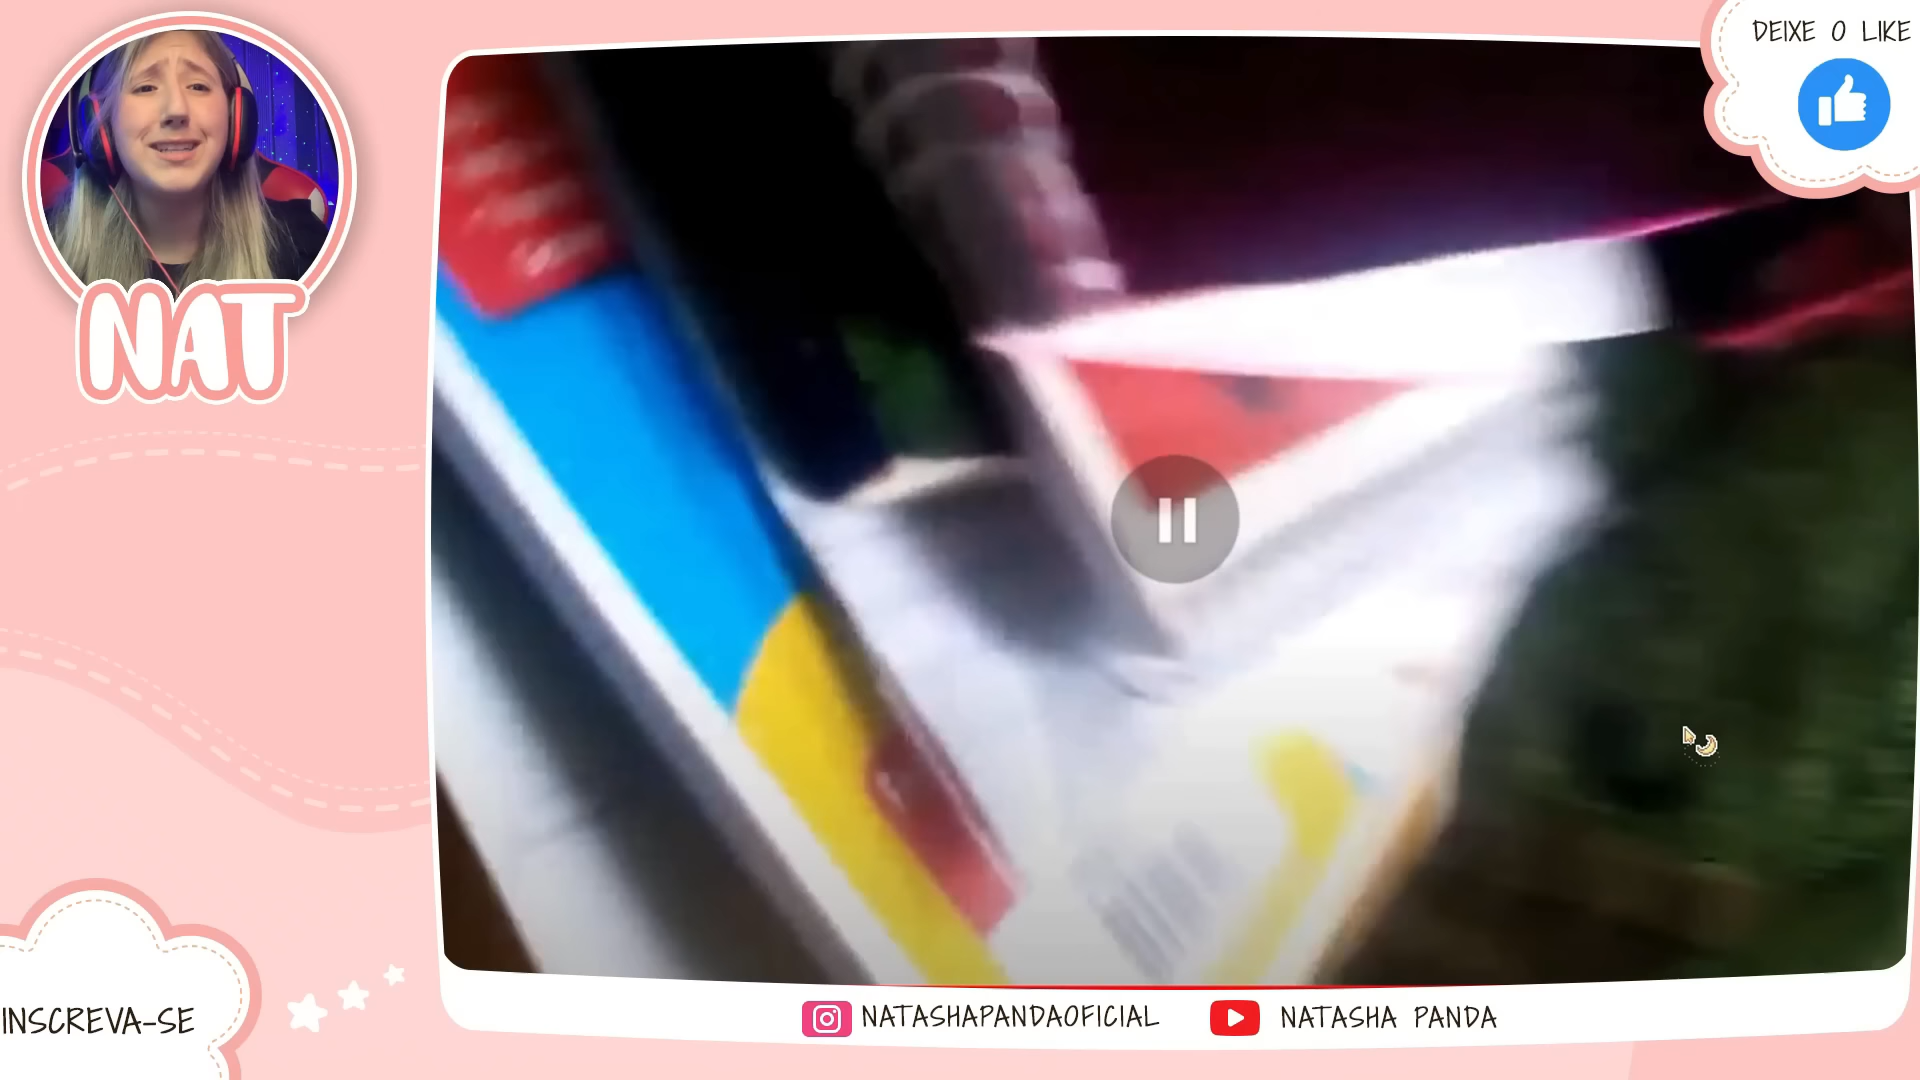 DEIXE O LIKE
NAT
INSCREVA-SE
NATASHAPANDAOFICIAL
NATASHA PANDA